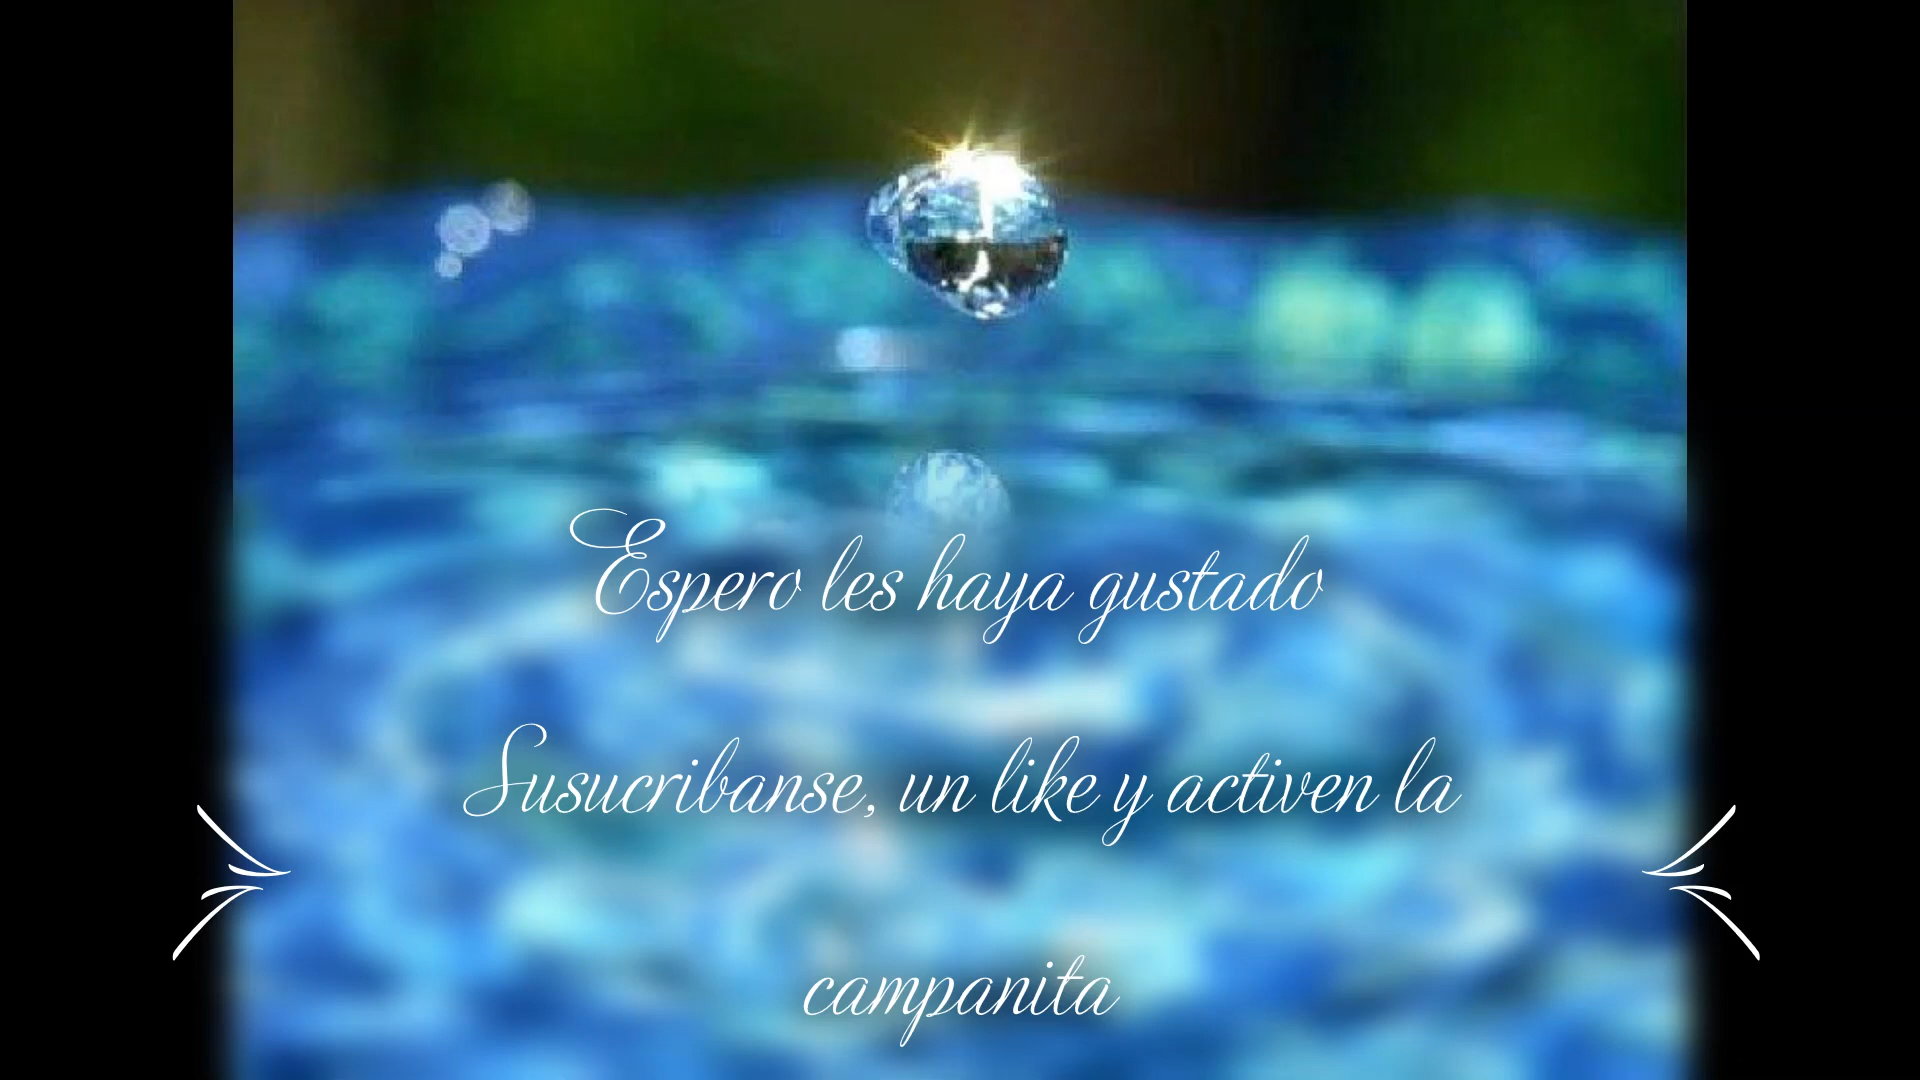 Espero les haya gustado
Susucribanse, un like y activen la
campanita